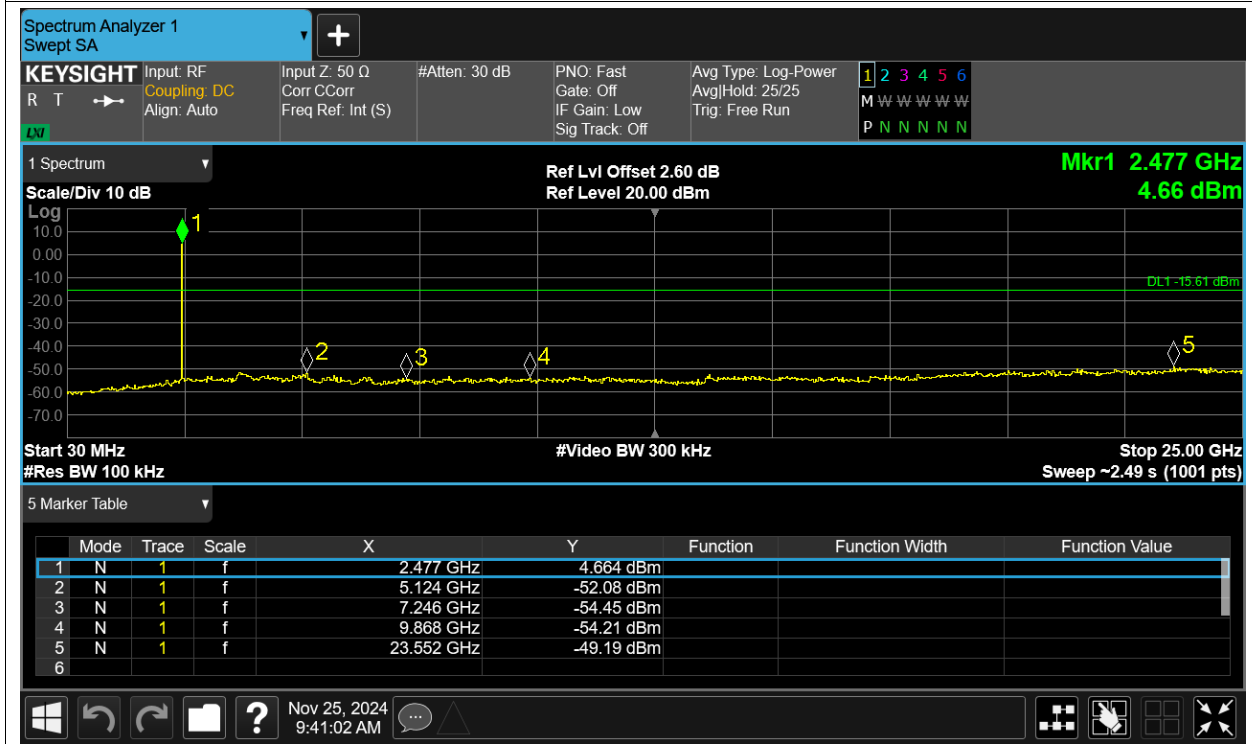 Spectrum Analyzer 1
Swept SA
+
KEYSIGHT
R T
LXI
Input: RF
Coupling: DC
Align: Auto
Input Z: 50 Ω
Corr CCorr
Freq Ref: Int (S)
#Atten: 30 dB
PNO: Fast
Gate: Off
IF Gain: Low
Sig Track: Off
Avg Type: Log-Power
Avg|Hold: 25/25
Trig: Free Run
1 2 3 4 5 6
M W W W W W
P N N N N N
1 Spectrum
Scale/Div 10 dB
Ref Lvl Offset 2.60 dB
Ref Level 20.00 dBm
Mkr1 2.477 GHz
4.66 dBm
Log
10.0
0.00
-10.0
-20.0
-30.0
-40.0
-50.0
-60.0
-70.0
1
2
3
4
5
DL1 -15.61 dBm
Start 30 MHz
#Video BW 300 kHz
Stop 25.00 GHz
#Res BW 100 kHz
Sweep ~2.49 s (1001 pts)
5 Marker Table
Mode Trace Scale X Y Function Function Width Function Value
1 N 1 f 2.477 GHz 4.664 dBm
2 N 1 f 5.124 GHz -52.08 dBm
3 N 1 f 7.246 GHz -54.45 dBm
4 N 1 f 9.868 GHz -54.21 dBm
5 N 1 f 23.552 GHz -49.19 dBm
6
?
Nov 25, 2024
9:41:02 AM